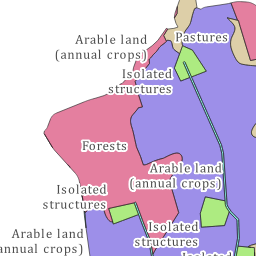 Arable land
(annual crops)
Pastures
Isolated
structures
Forests
Arable land
(annual crops)
Isolated
structures
Isolated
structures
Arable land
annual crops)
Isolated